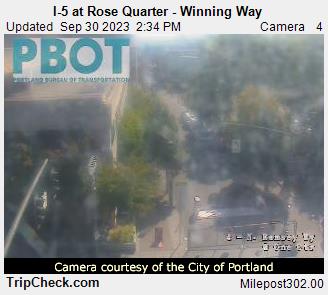 I-5 at Rose Quarter - Winning Way
Updated Sep 30 2023 2:34 PM Camera 4
PBOT
PORTLAND BUREAU OF TRANSPORTATION
Camera courtesy of the City of Portland
TripCheck.com Milepost302.00